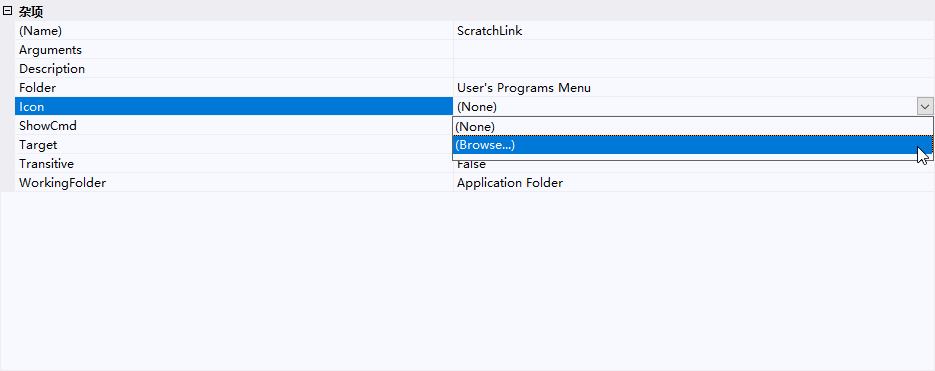 杂项
(Name) ScratchLink
Arguments
Description
Folder User's Programs Menu
Icon (None)
(None)
ShowCmd
Target (Browse...)
Transitive False
WorkingFolder Application Folder